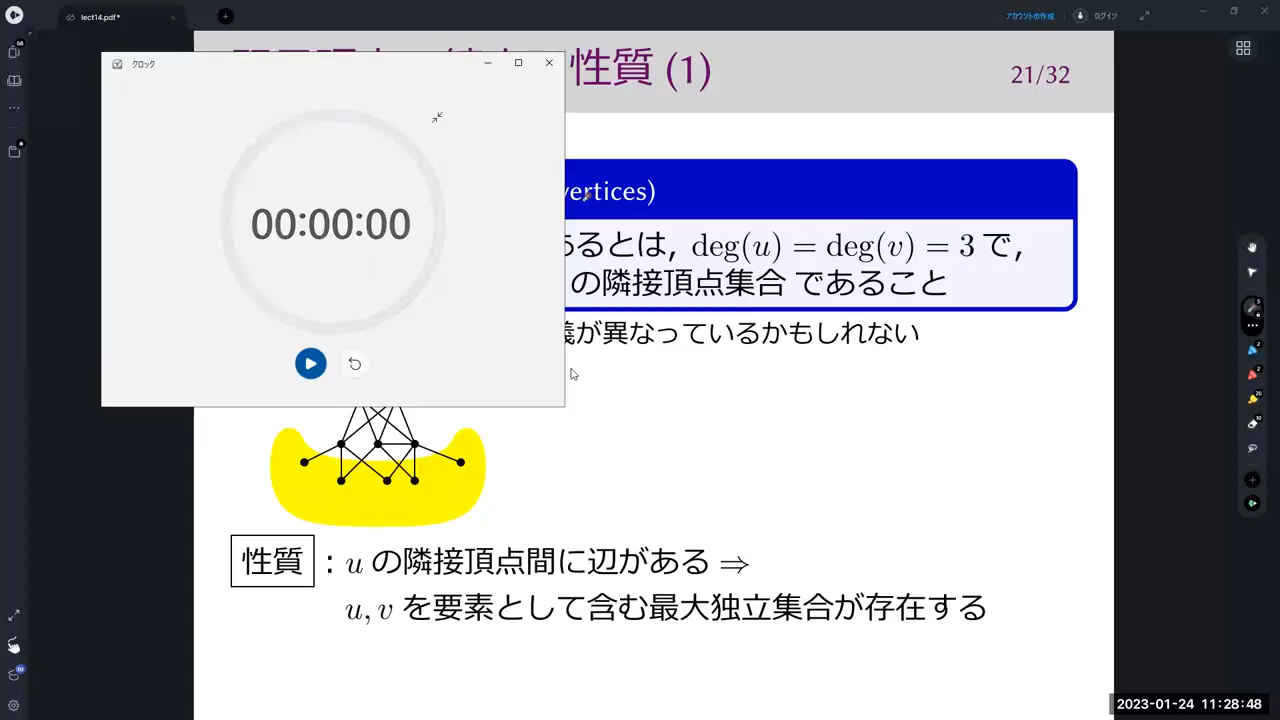 lect14.pdf*
アカウントの作成
ログイン
56
クロック
性質 (1)
21/32
00:00:00
vertices)
あるとは, deg(u) = deg(v) = 3 で,
の隣接頂点集合 であること
義が異なっているかもしれない
性質 : u の隣接頂点間に辺がある ⇒
u, v を要素として含む最大独立集合が存在する
2023-01-24 11:28:48